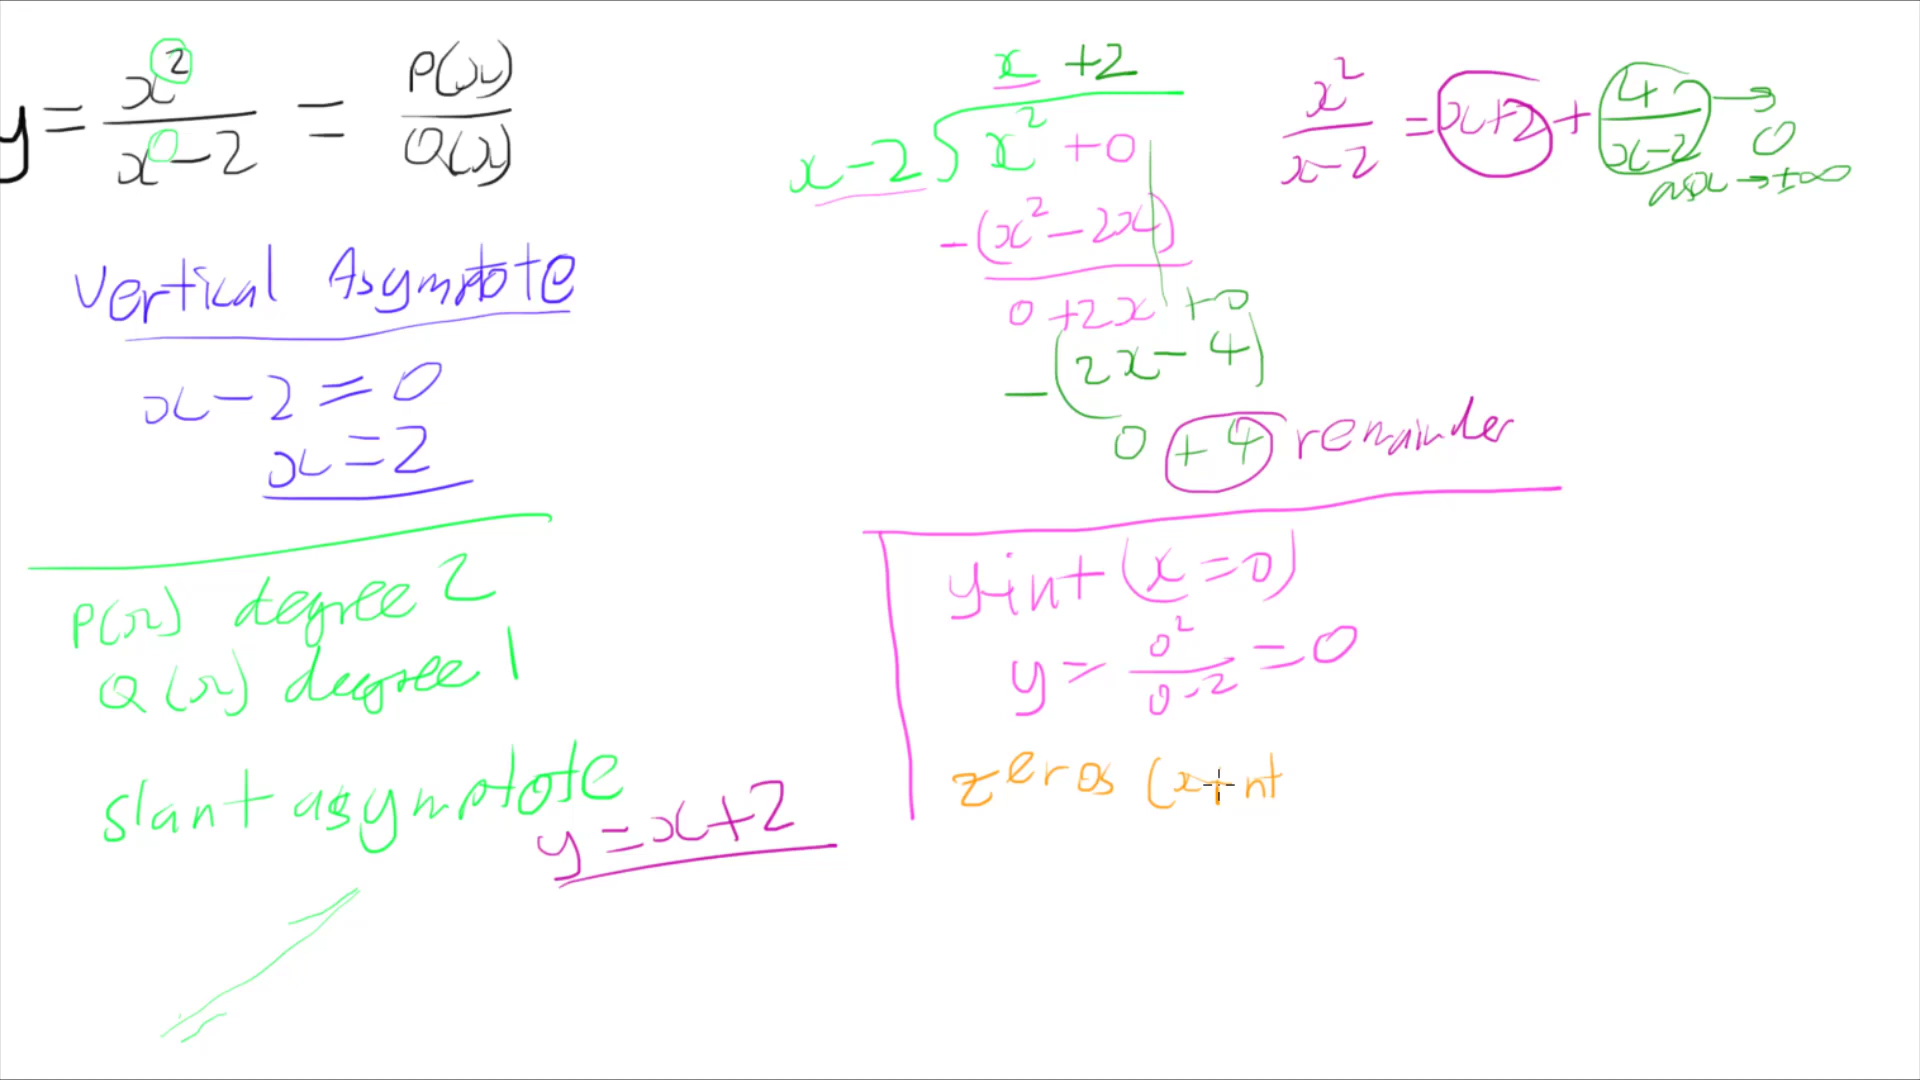 y = x²/(x - 2) = P(x)/Q(x)
Vertical Asymptote
x - 2 = 0
x = 2
P(x) degree 2
Q(x) degree 1
slant asymptote
y = x + 2
x + 2
x - 2 ) x² + 0
-(x² - 2x)
0 + 2x + 0
-(2x - 4)
0 + 4 remainder
x²/(x - 2) = x + 2 + 4/(x - 2) → 0
as x → ±∞
y int (x = 0)
y = 0²/(0 - 2) = 0
zeros (x int